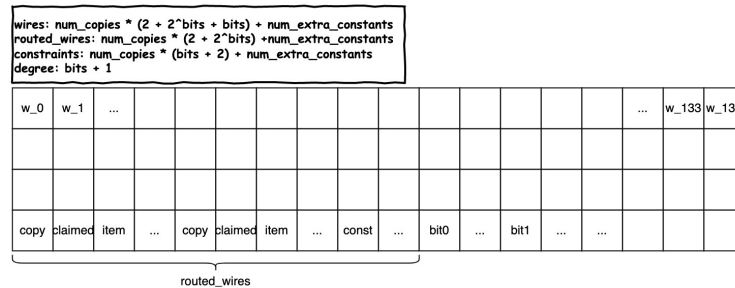 wires: num_copies * (2 + 2^bits + bits) + num_extra_constants
routed_wires: num_copies * (2 + 2^bits) +num_extra_constants
constraints: num_copies * (bits + 2) + num_extra_constants
degree: bits + 1
w_0 w_1 ... ... w_133 w_13
copy claimed item ... copy claimed item ... const ... bit0 ... bit1 ... ...
routed_wires